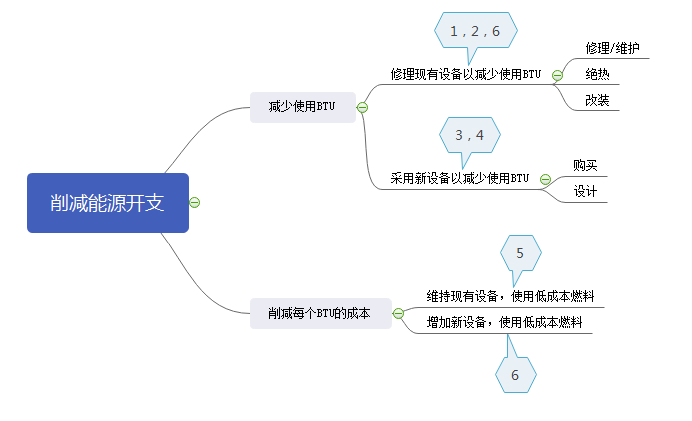 1，2，6
修理/维护
修理现有设备以减少使用BTU
绝热
改装
减少使用BTU
3，4
购买
采用新设备以减少使用BTU
设计
削减能源开支
5
维持现有设备，使用低成本燃料
削减每个BTU的成本
增加新设备，使用低成本燃料
6